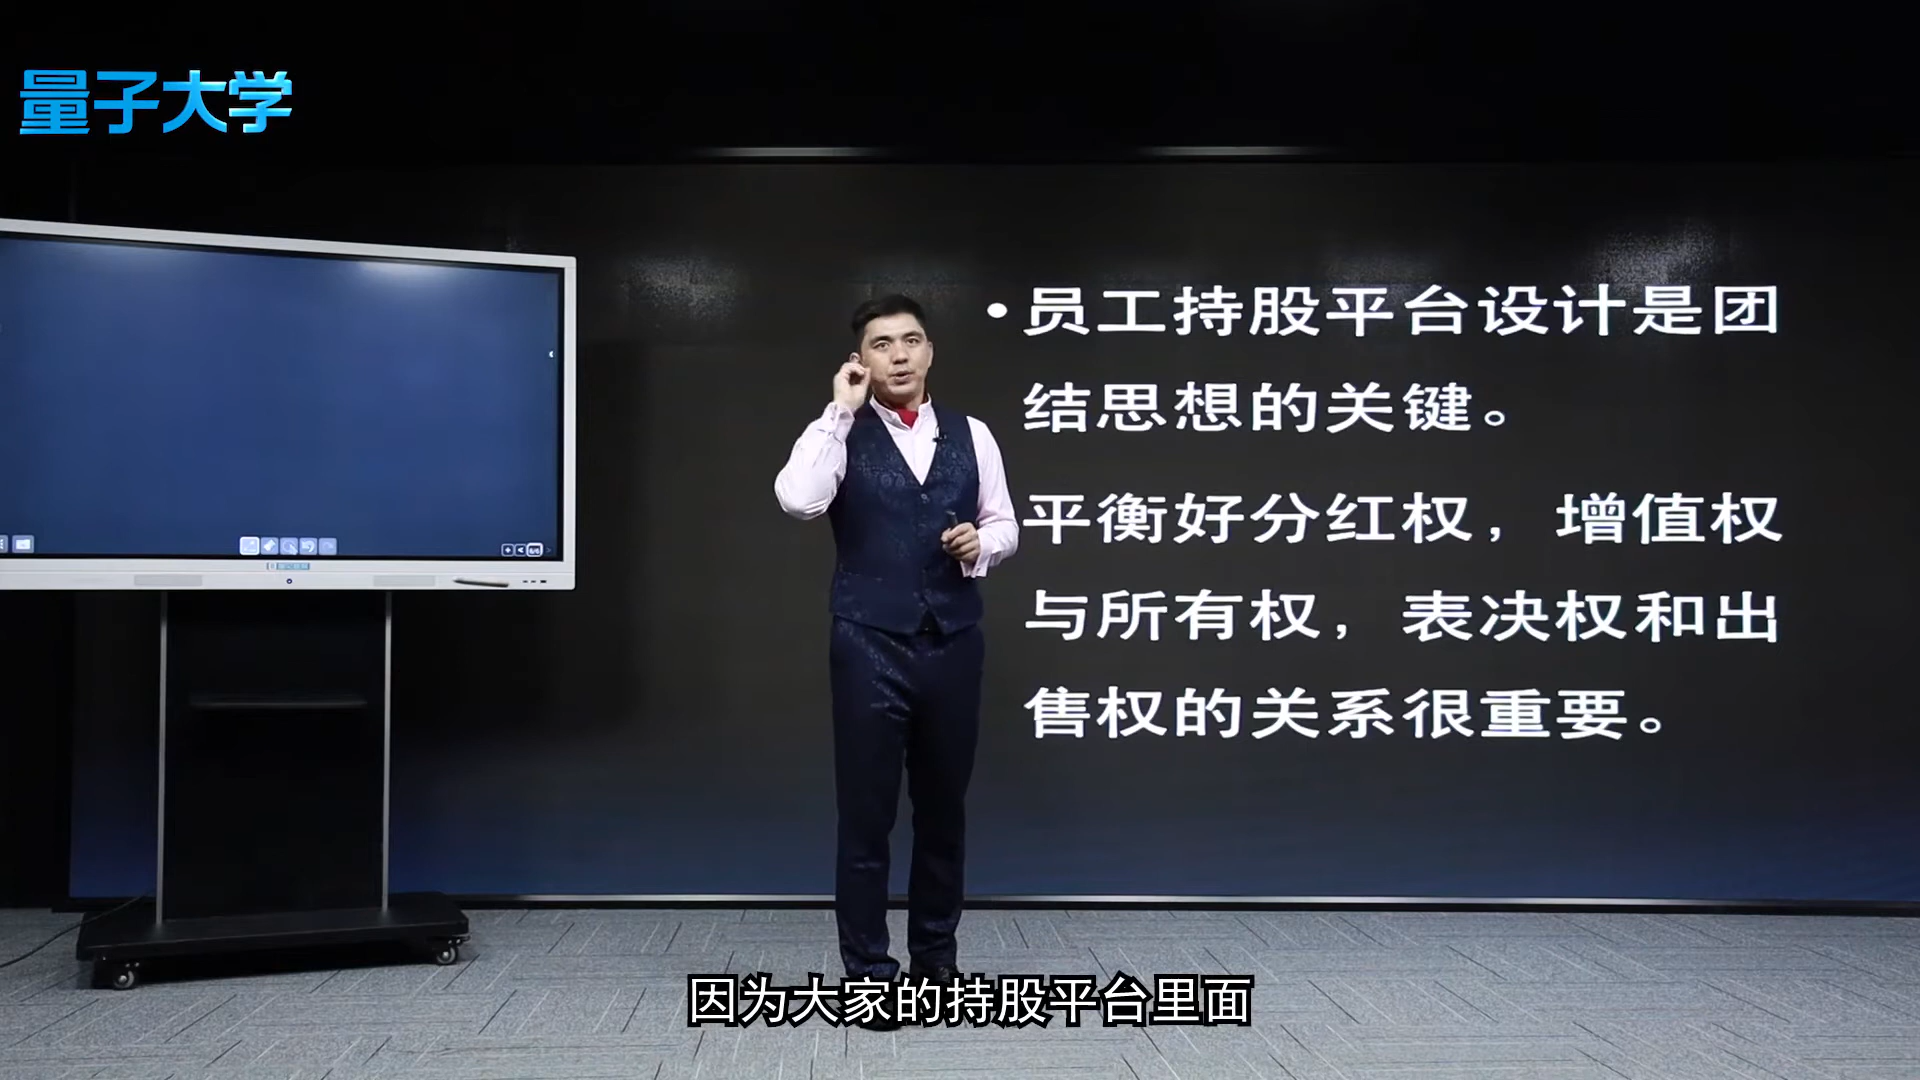 量子大学
•员工持股平台设计是团
结思想的关键。
平衡好分红权，增值权
与所有权，表决权和出
售权的关系很重要。
因为大家的持股平台里面